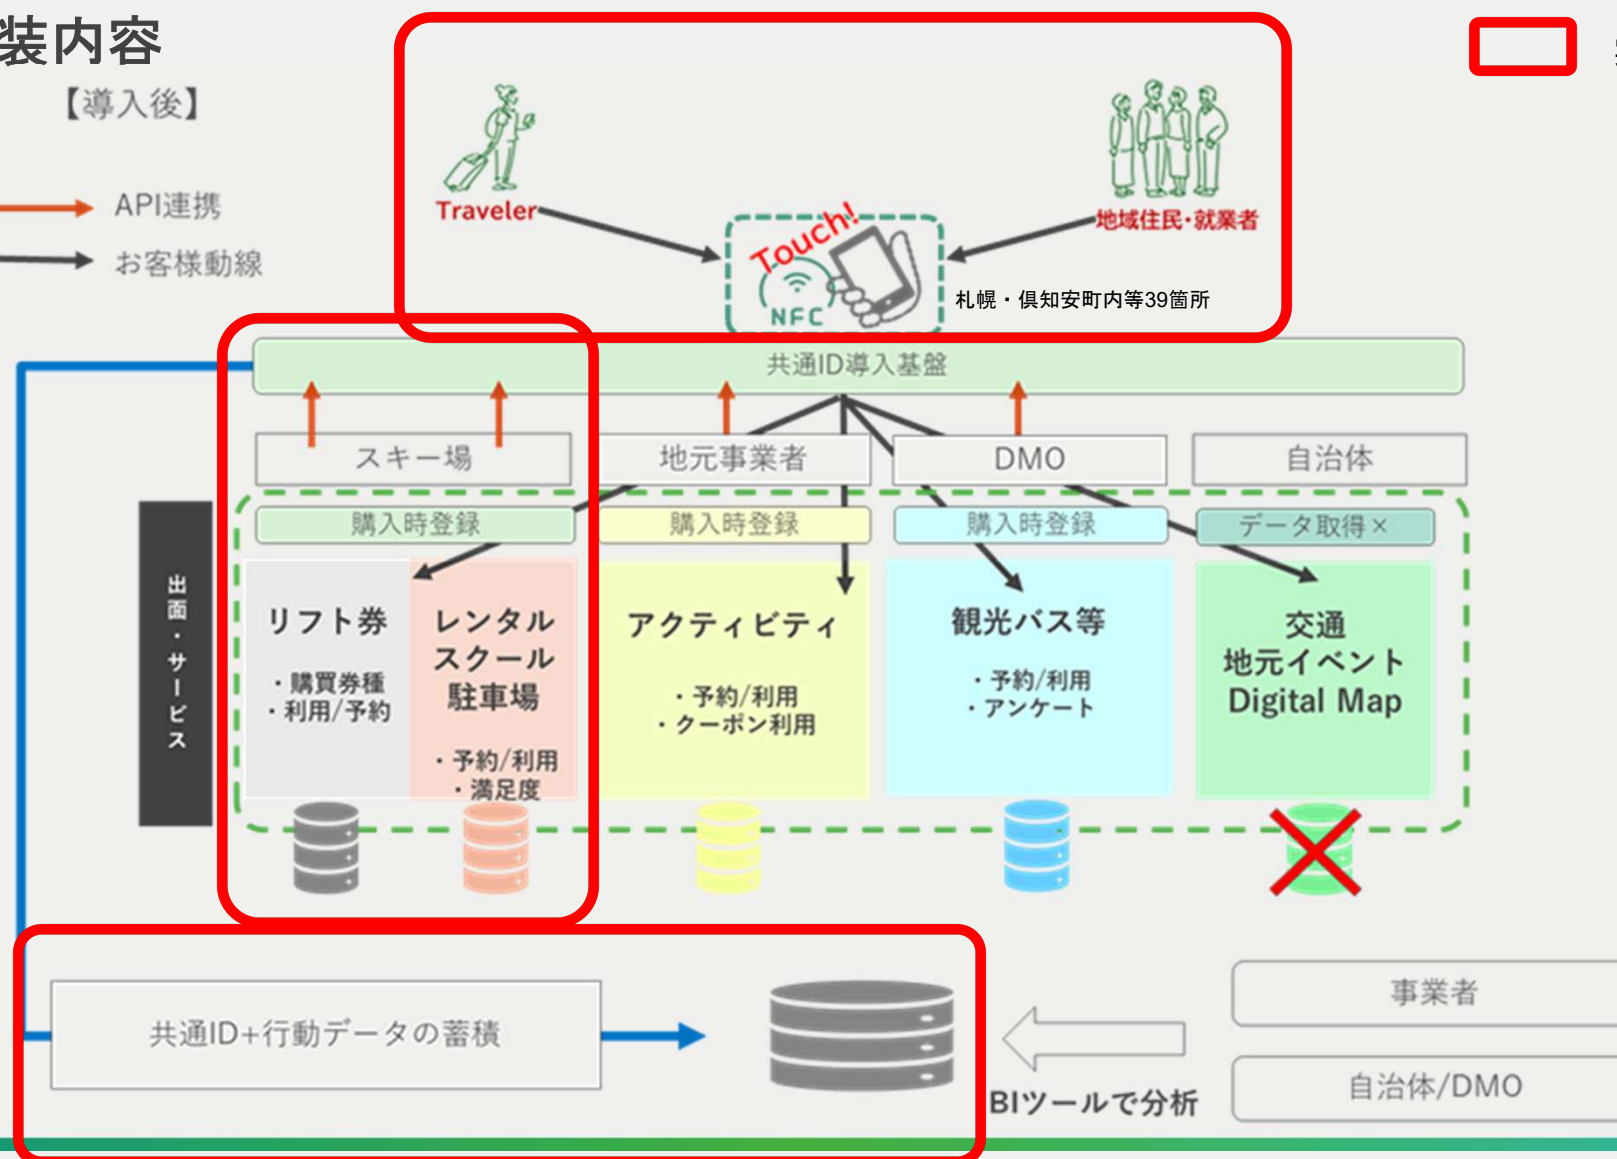 装内容
【導入後】
API連携
お客様動線
Traveler
地域住民・就業者
Touch!
NFC
札幌・倶知安町内等39箇所
共通ID導入基盤
スキー場
地元事業者
DMO
自治体
購入時登録
購入時登録
購入時登録
データ取得×
出面・サービス
リフト券
・購買券種
・利用/予約
レンタル
スクール
駐車場
・予約/利用
・満足度
アクティビティ
・予約/利用
・クーポン利用
観光バス等
・予約/利用
・アンケート
交通
地元イベント
Digital Map
共通ID+行動データの蓄積
BIツールで分析
事業者
自治体/DMO